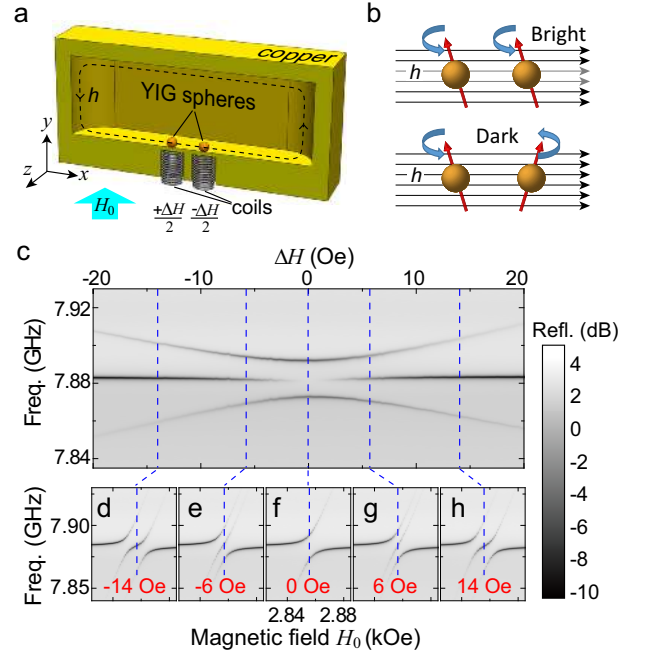 a
copper
h
YIG spheres
y
z
x
H₀
+ΔH/2 -ΔH/2
coils
b
Bright
h
Dark
h
c
ΔH (Oe)
-20 -10 0 10 20
Freq. (GHz)
7.92
7.88
7.84
Refl. (dB)
4
2
0
-2
-4
-6
-8
-10
d e f g h
Freq. (GHz)
7.90
7.85
-14 Oe -6 Oe 0 Oe 6 Oe 14 Oe
2.84 2.88
Magnetic field H₀ (kOe)